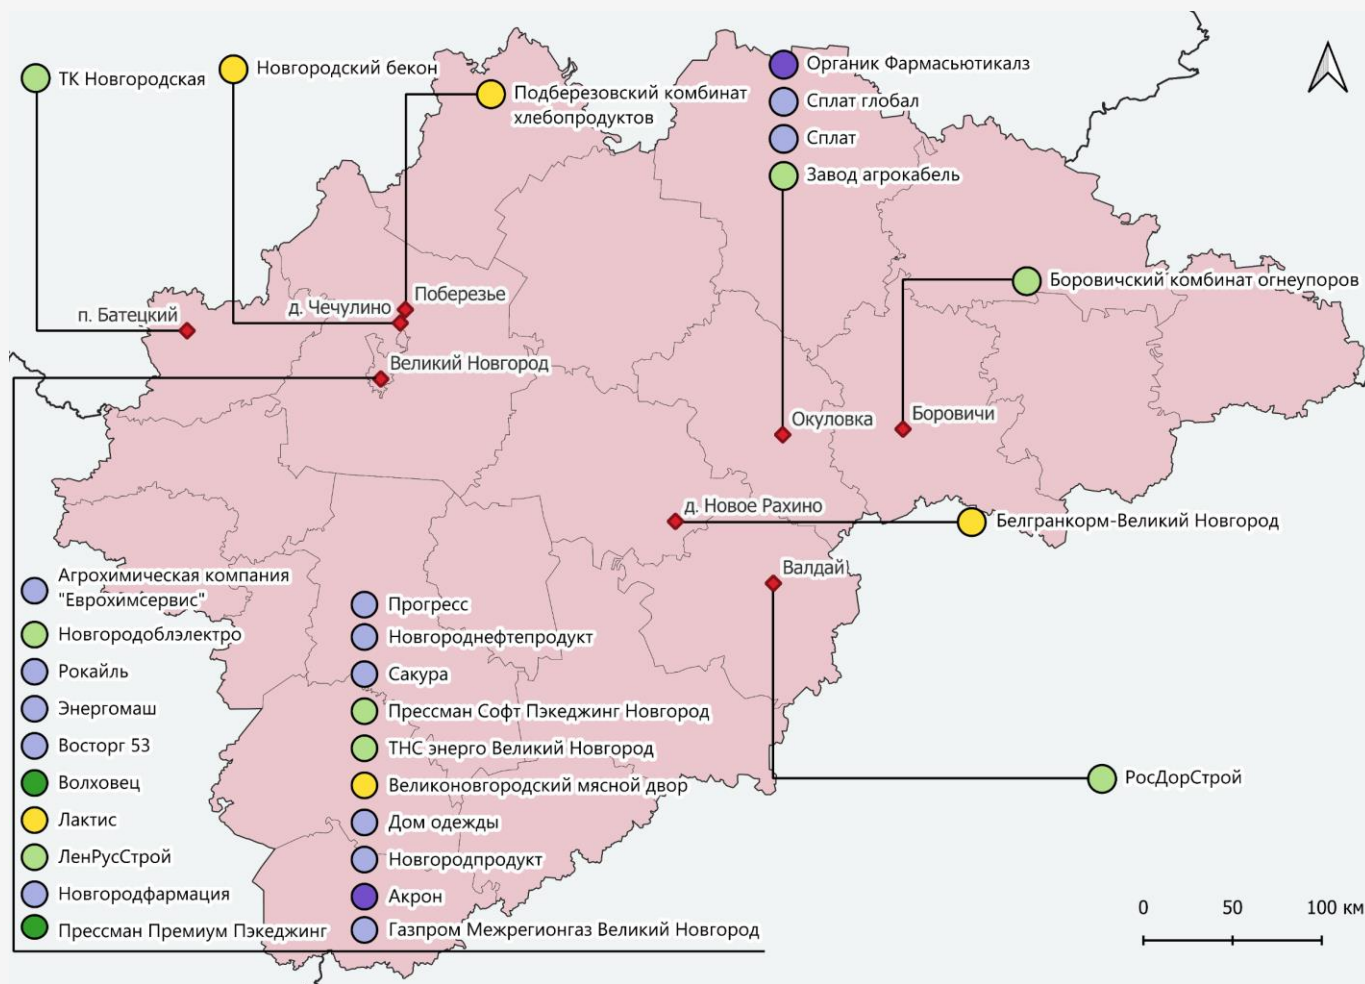 ТК Новгородская
Новгородский бекон
Подберезовский комбинат
хлебопродуктов
Органик Фармасьютикалз
Сплат глобал
Сплат
Завод агрокабель
Боровичский комбинат огнеупоров
п. Батецкий
д. Чечулино
Поберезье
Великий Новгород
Окуловка
Боровичи
д. Новое Рахино
Белгранкорм-Великий Новгород
Валдай
РосДорСтрой
Агрохимическая компания
"Еврохимсервис"
Новгородоблэлектро
Рокайль
Энергомаш
Восторг 53
Волховец
Лактис
ЛенРусСтрой
Новгородфармация
Прессман Премиум Пэкеджинг
Прогресс
Новгороднефтепродукт
Сакура
Прессман Софт Пэкеджинг Новгород
ТНС энерго Великий Новгород
Великоновгородский мясной двор
Дом одежды
Новгородпродукт
Акрон
Газпром Межрегионгаз Великий Новгород
0 50 100 км